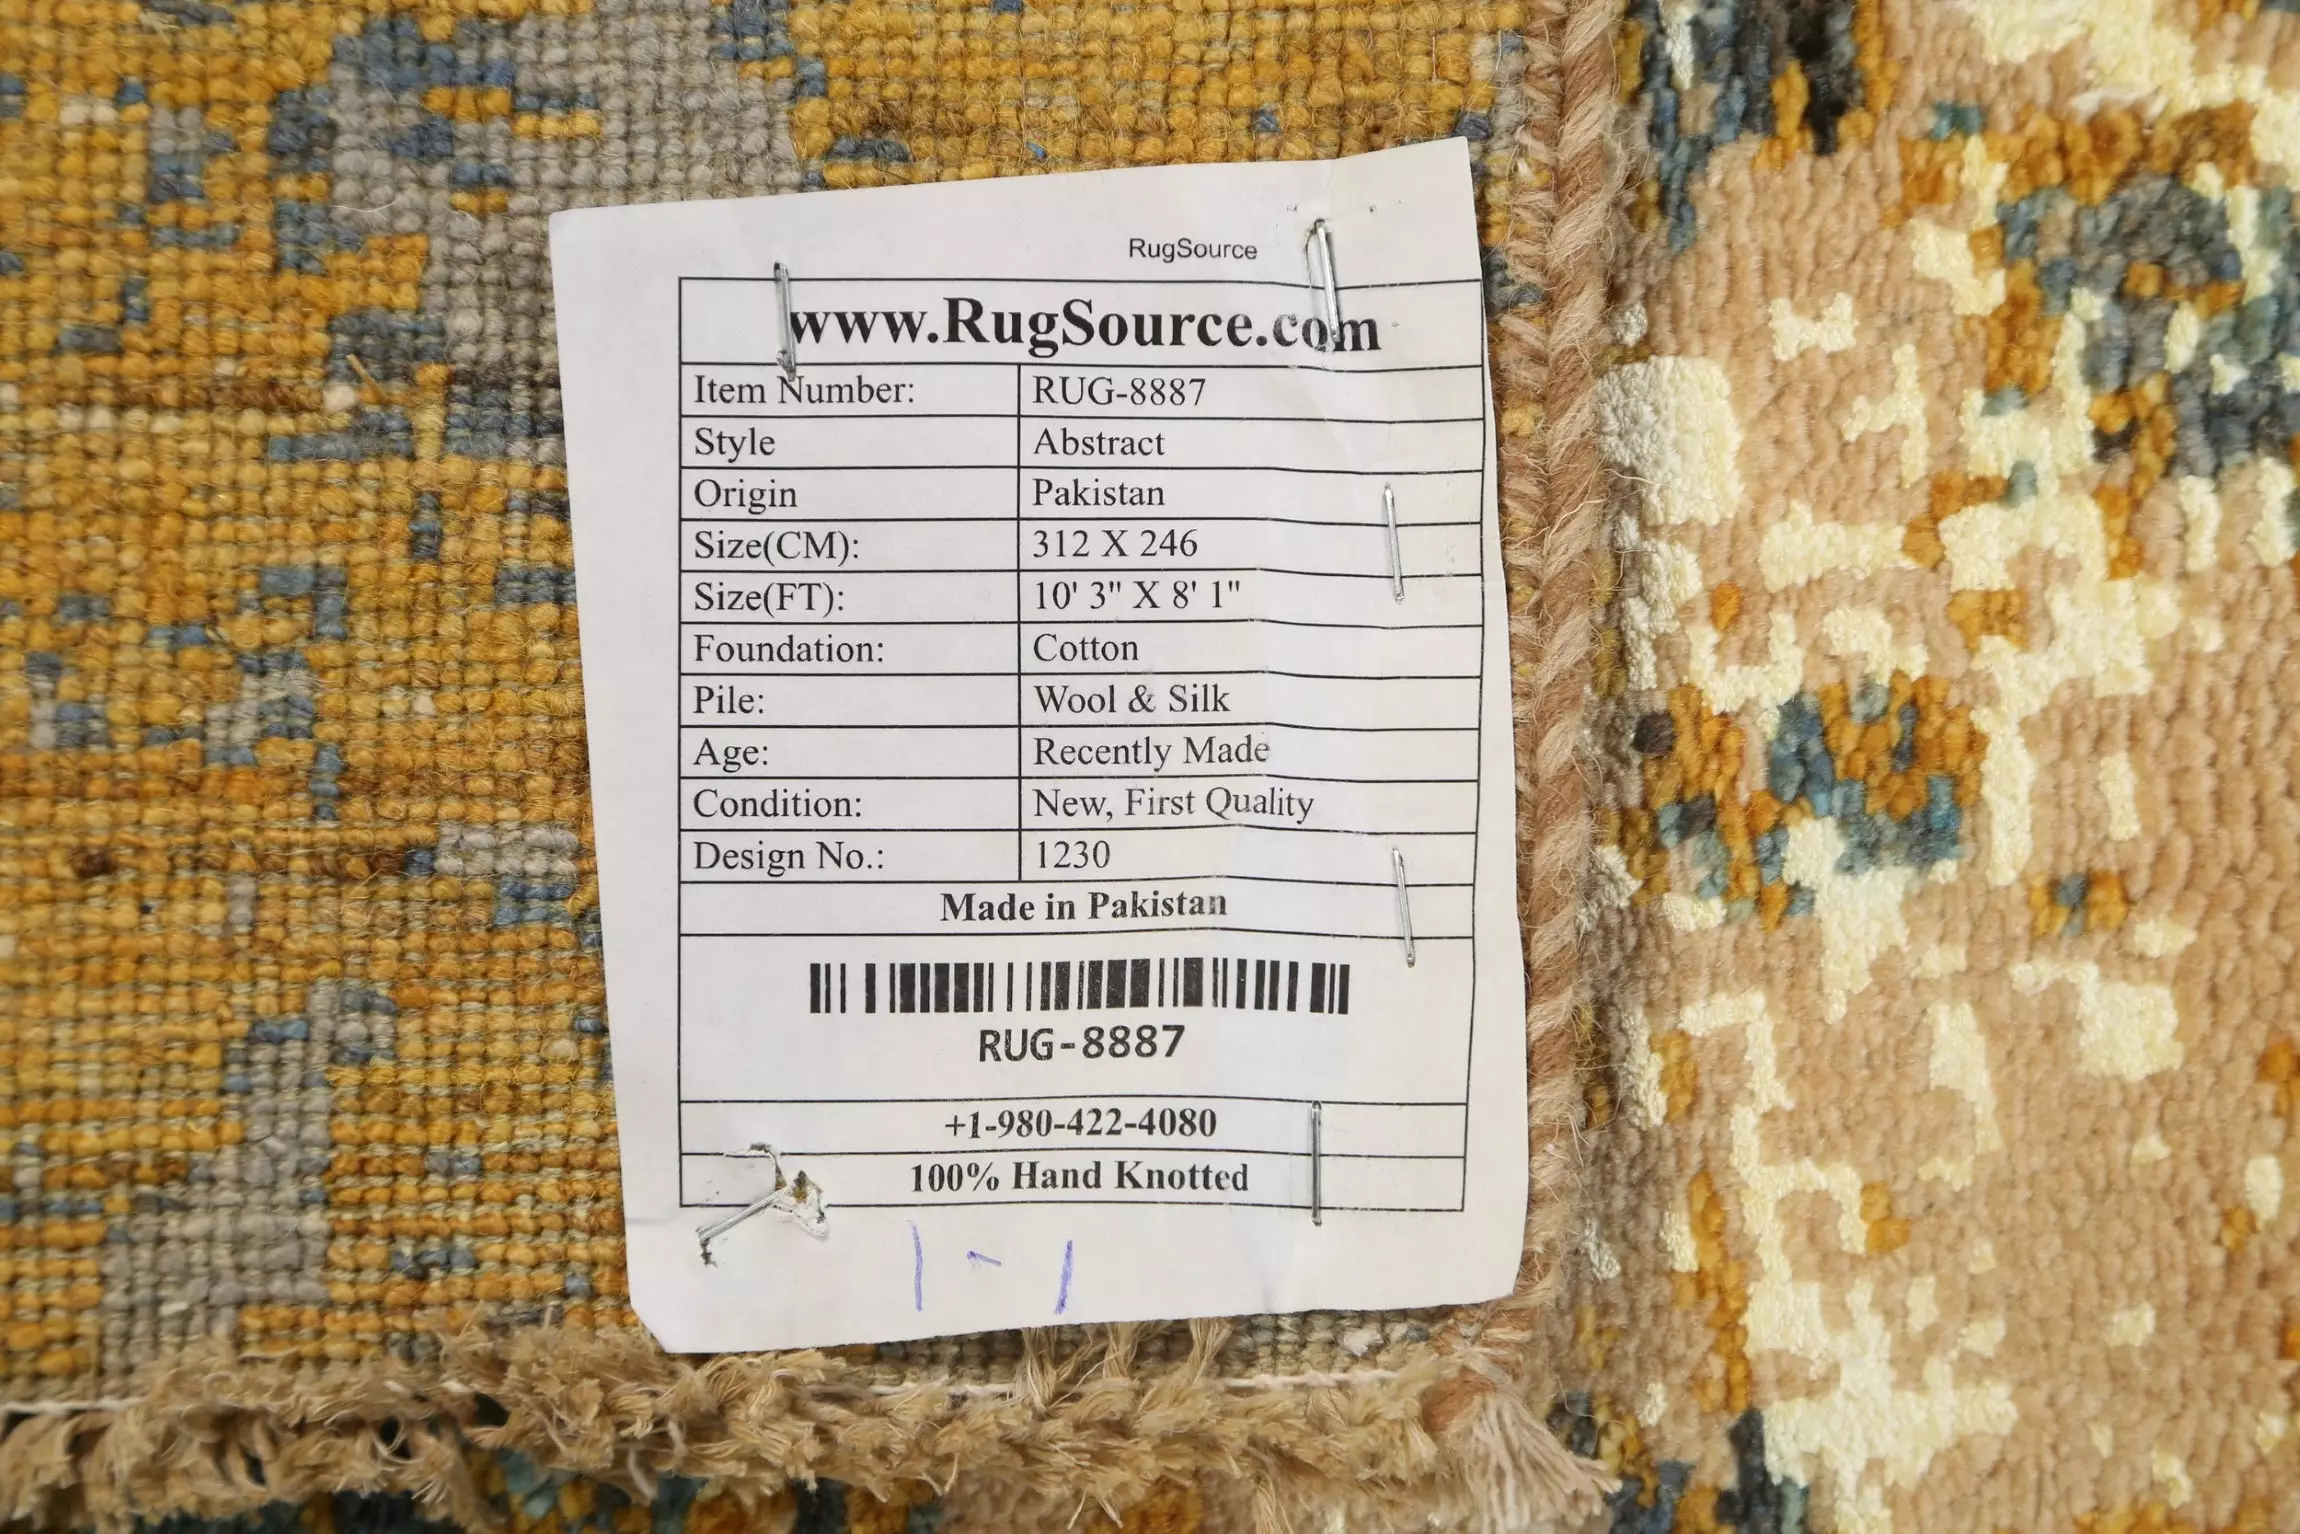 RugSource
www.RugSource.com
Item Number: RUG-8887
Style Abstract
Origin Pakistan
Size(CM): 312 X 246
Size(FT): 10' 3" X 8' 1"
Foundation: Cotton
Pile: Wool & Silk
Age: Recently Made
Condition: New, First Quality
Design No.: 1230
Made in Pakistan
RUG-8887
+1-980-422-4080
100% Hand Knotted
1-1